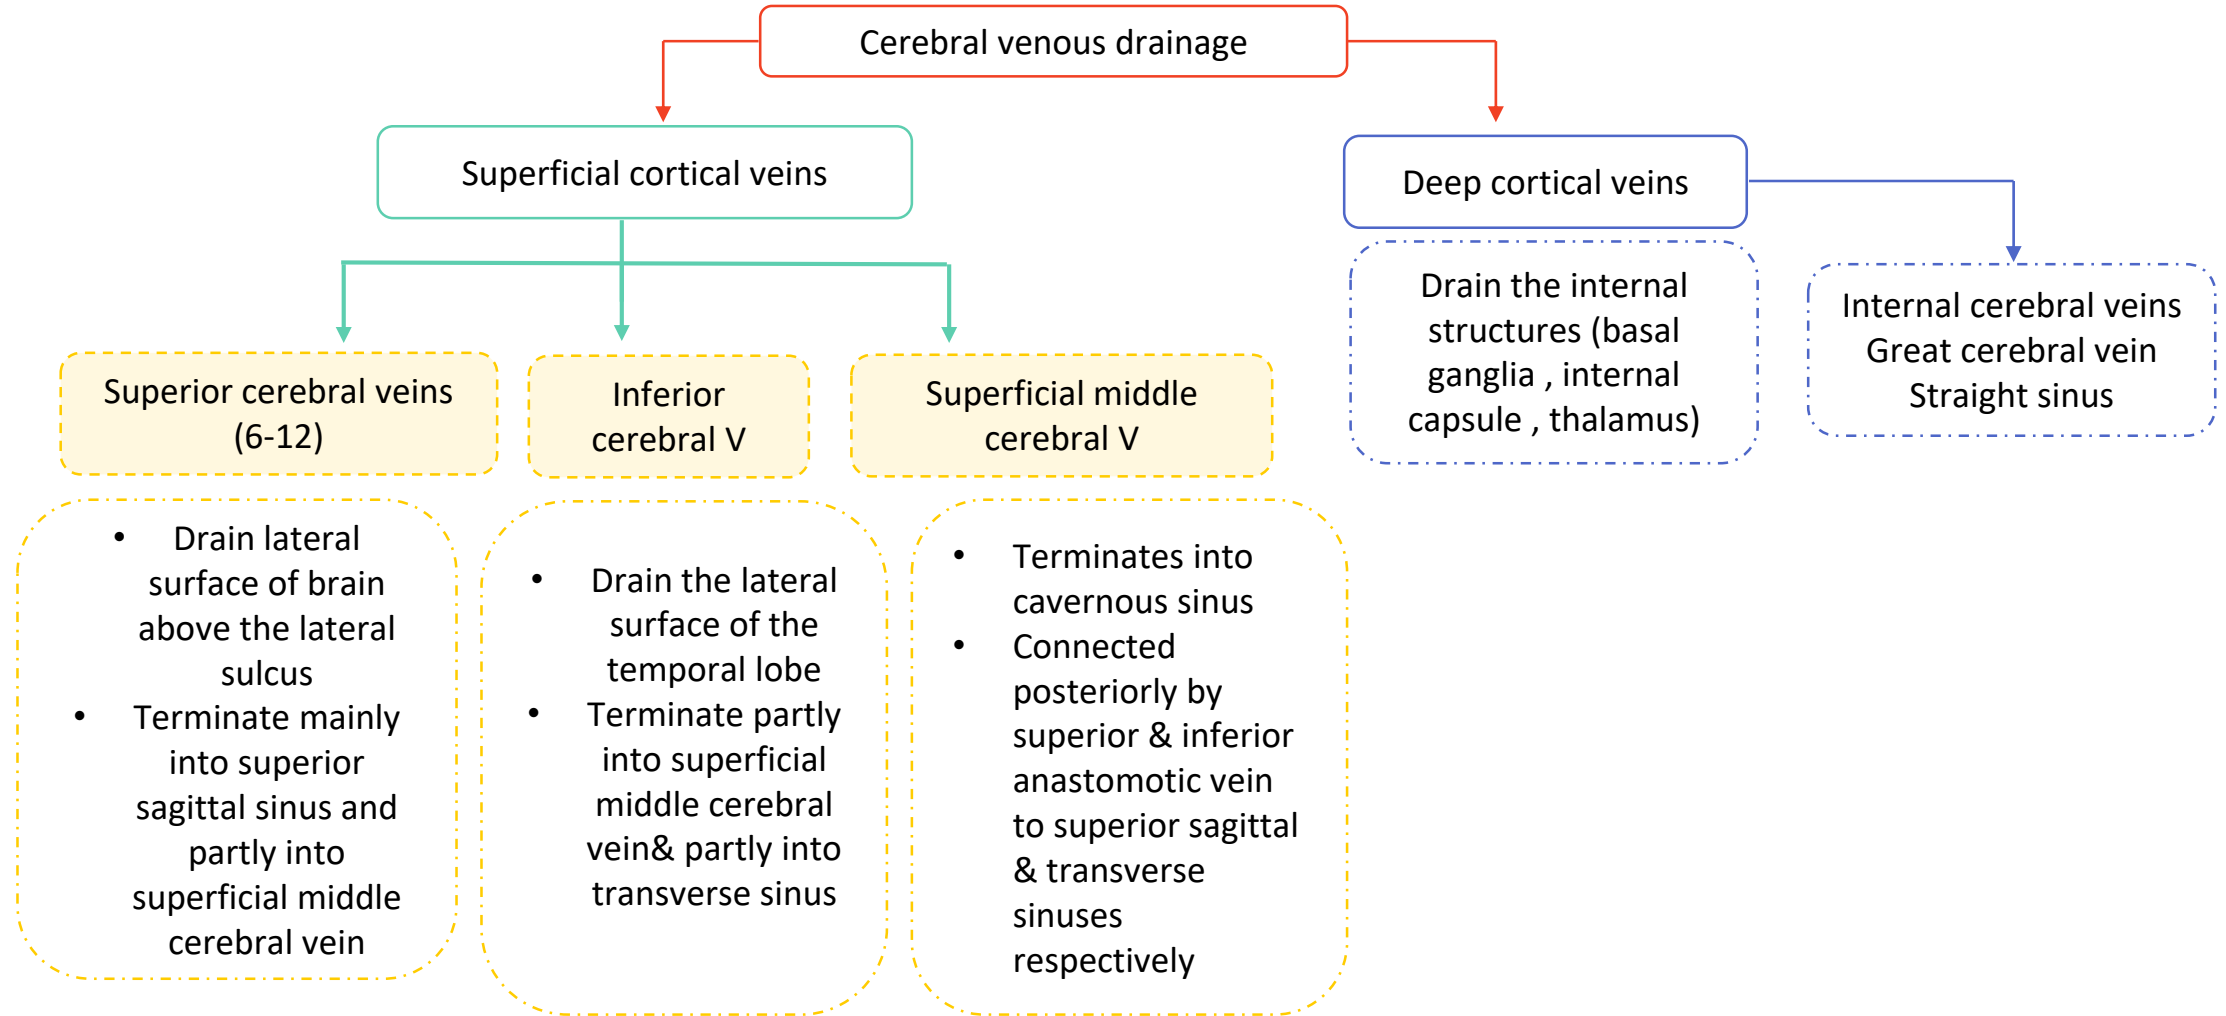 Cerebral venous drainage
Superficial cortical veins
Deep cortical veins
Drain the internal
structures (basal
ganglia , internal
capsule , thalamus)
Internal cerebral veins
Great cerebral vein
Straight sinus
Superior cerebral veins
(6-12)
Inferior
cerebral V
Superficial middle
cerebral V
• Drain lateral
surface of brain
above the lateral
sulcus
• Terminate mainly
into superior
sagittal sinus and
partly into
superficial middle
cerebral vein
• Drain the lateral
surface of the
temporal lobe
• Terminate partly
into superficial
middle cerebral
vein& partly into
transverse sinus
• Terminates into
cavernous sinus
• Connected
posteriorly by
superior & inferior
anastomotic vein
to superior sagittal
& transverse
sinuses
respectively